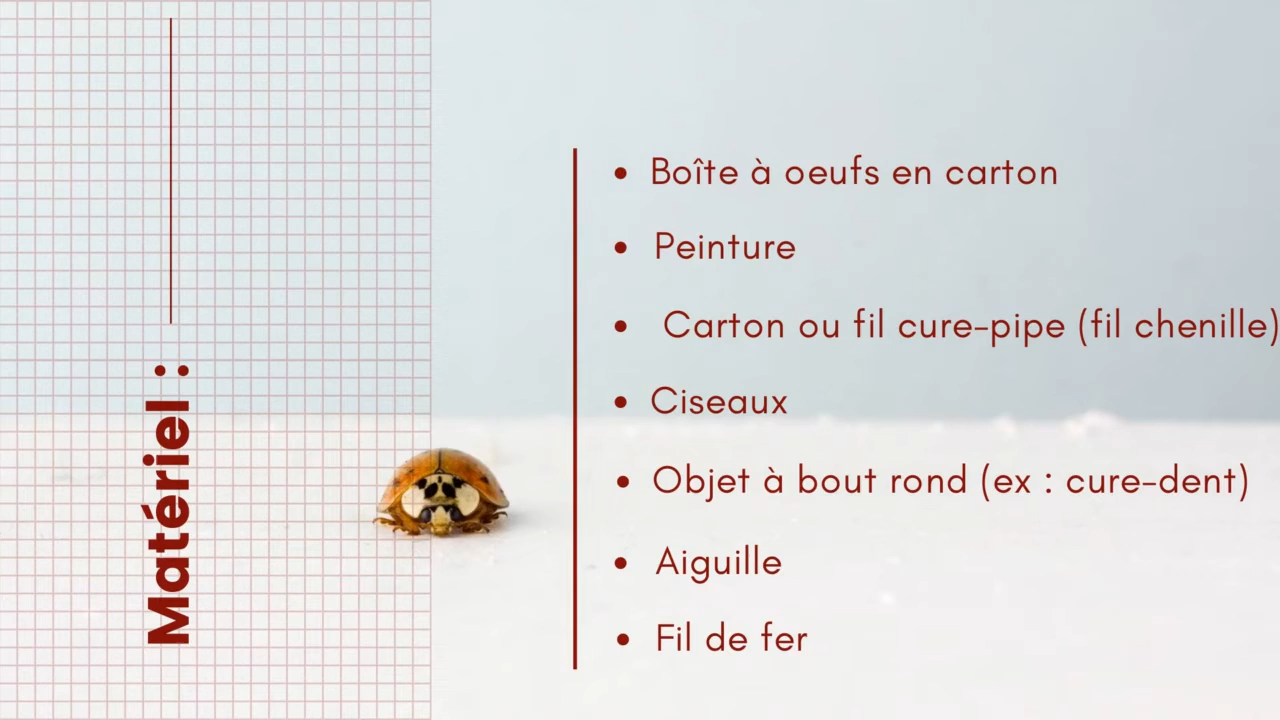 Matériel :
• Boîte à oeufs en carton
• Peinture
• Carton ou fil cure-pipe (fil chenille)
• Ciseaux
• Objet à bout rond (ex : cure-dent)
• Aiguille
• Fil de fer